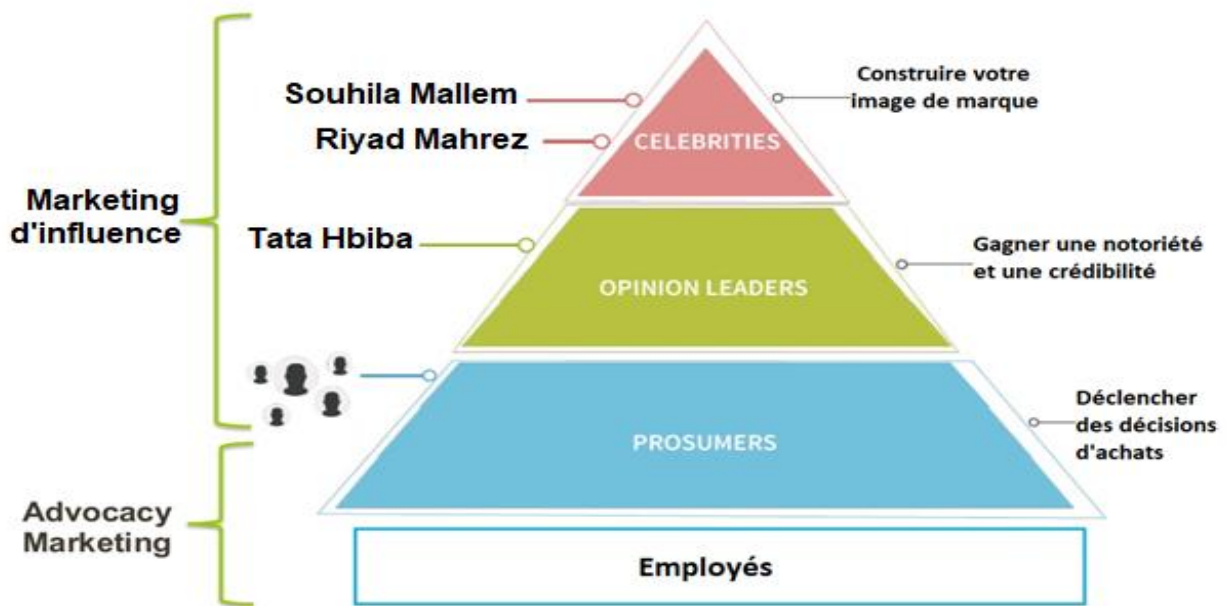 Souhila Mallem
Riyad Mahrez
CELEBRITIES
Construire votre
image de marque
Marketing
d'influence
Tata Hbiba
OPINION LEADERS
Gagner une notoriété
et une crédibilité
PROSUMERS
Déclencher
des décisions
d'achats
Advocacy
Marketing
Employés